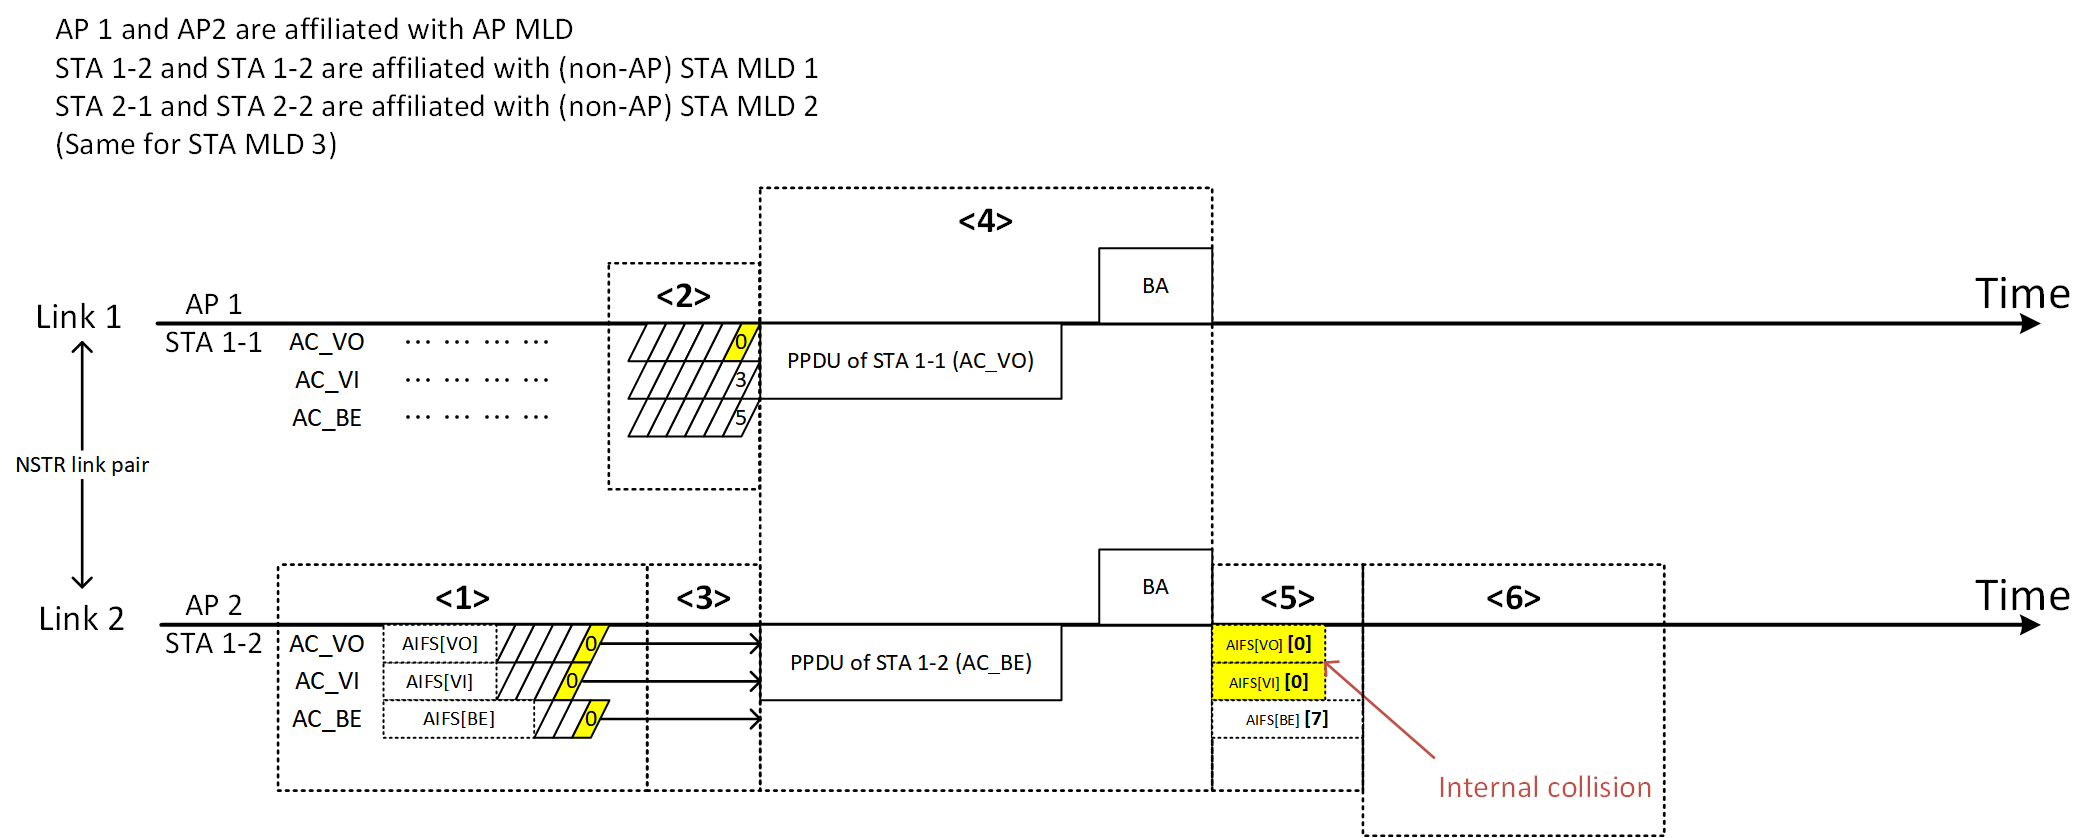 AP 1 and AP2 are affiliated with AP MLD
STA 1-2 and STA 1-2 are affiliated with (non-AP) STA MLD 1
STA 2-1 and STA 2-2 are affiliated with (non-AP) STA MLD 2
(Same for STA MLD 3)
<4>
<2>
BA
Time
Link 1
AP 1
STA 1-1
AC_VO ... ... ... ... 0
AC_VI ... ... ... ... 3
AC_BE ... ... ... ... 5
PPDU of STA 1-1 (AC_VO)
NSTR link pair
<1>
<3>
BA
<5>
<6>
Time
Link 2
AP 2
STA 1-2
AC_VO AIFS[VO] 0
AC_VI AIFS[VI] 0
AC_BE AIFS[BE] 0
PPDU of STA 1-2 (AC_BE)
AIFS[VO] [0]
AIFS[VI] [0]
AIFS[BE] [7]
Internal collision